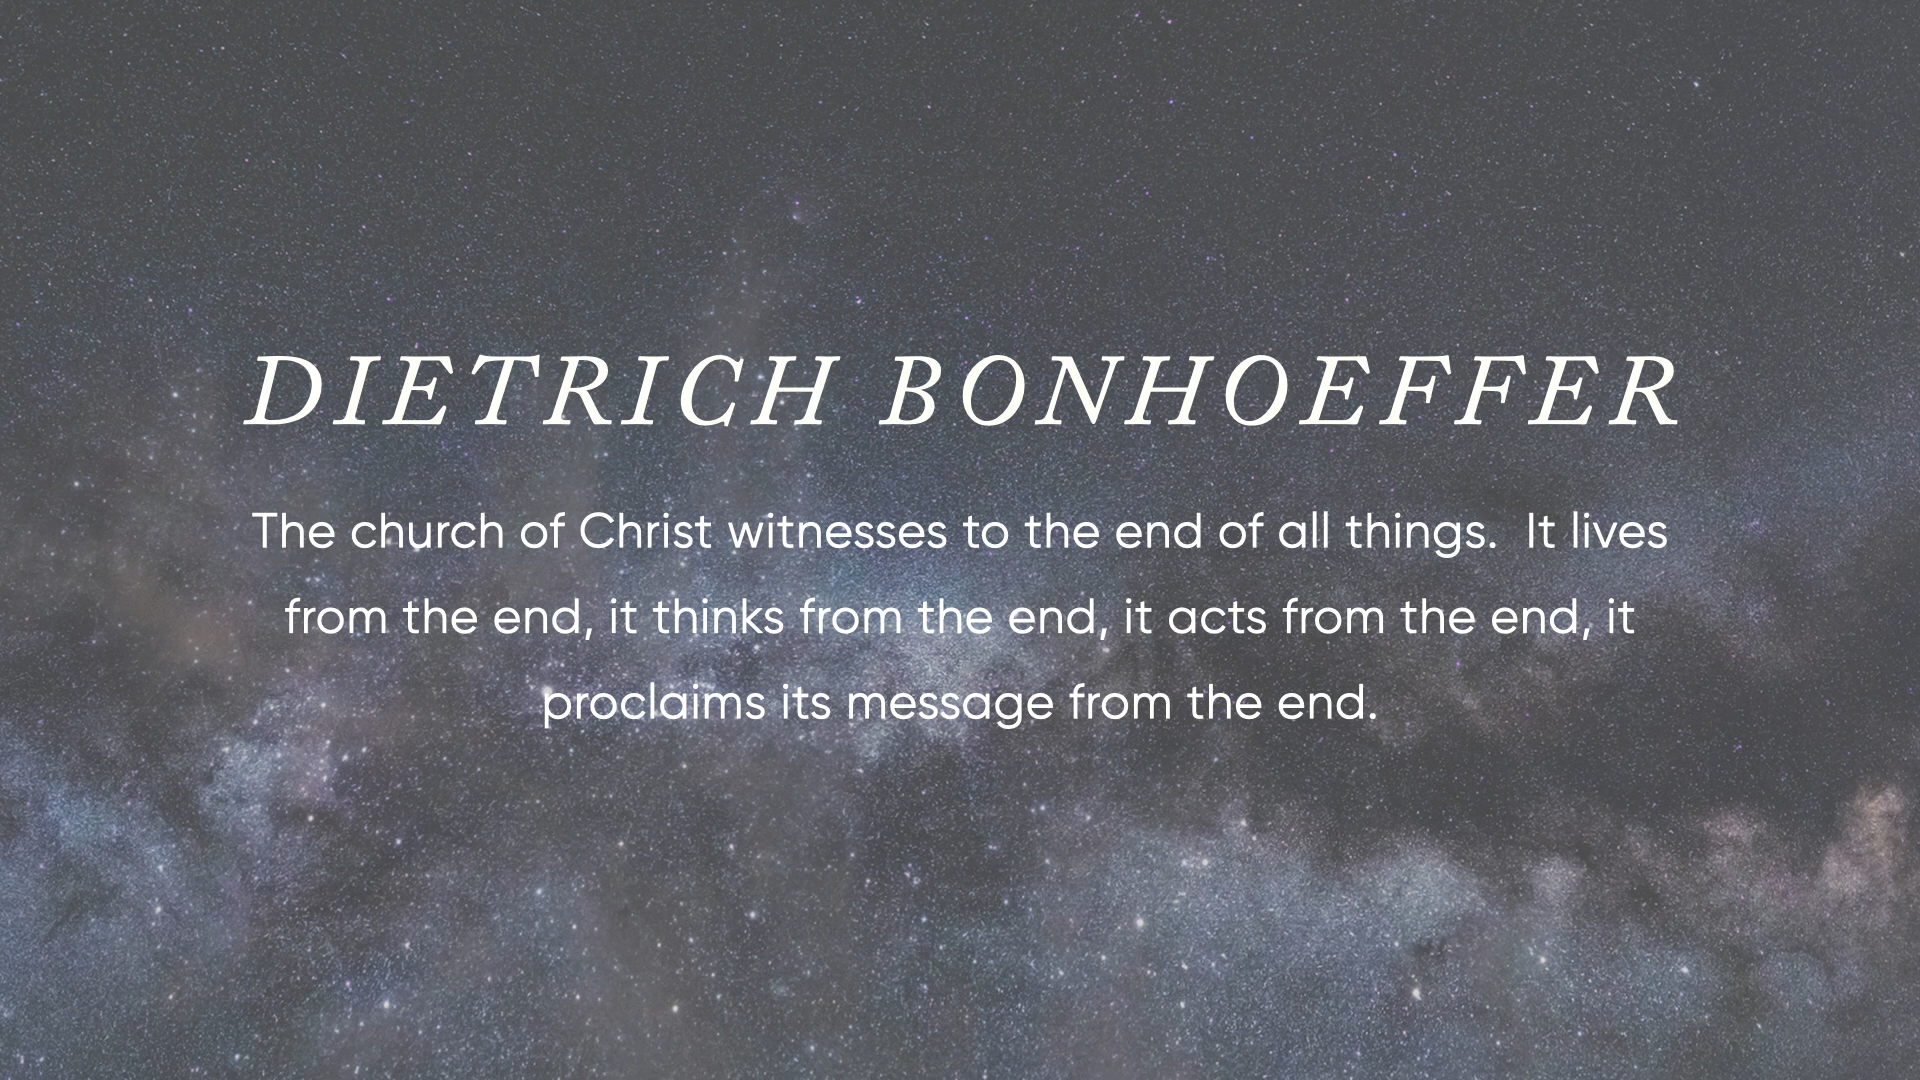 DIETRICH BONHOEFFER
The church of Christ witnesses to the end of all things.  It lives
from the end, it thinks from the end, it acts from the end, it
proclaims its message from the end.